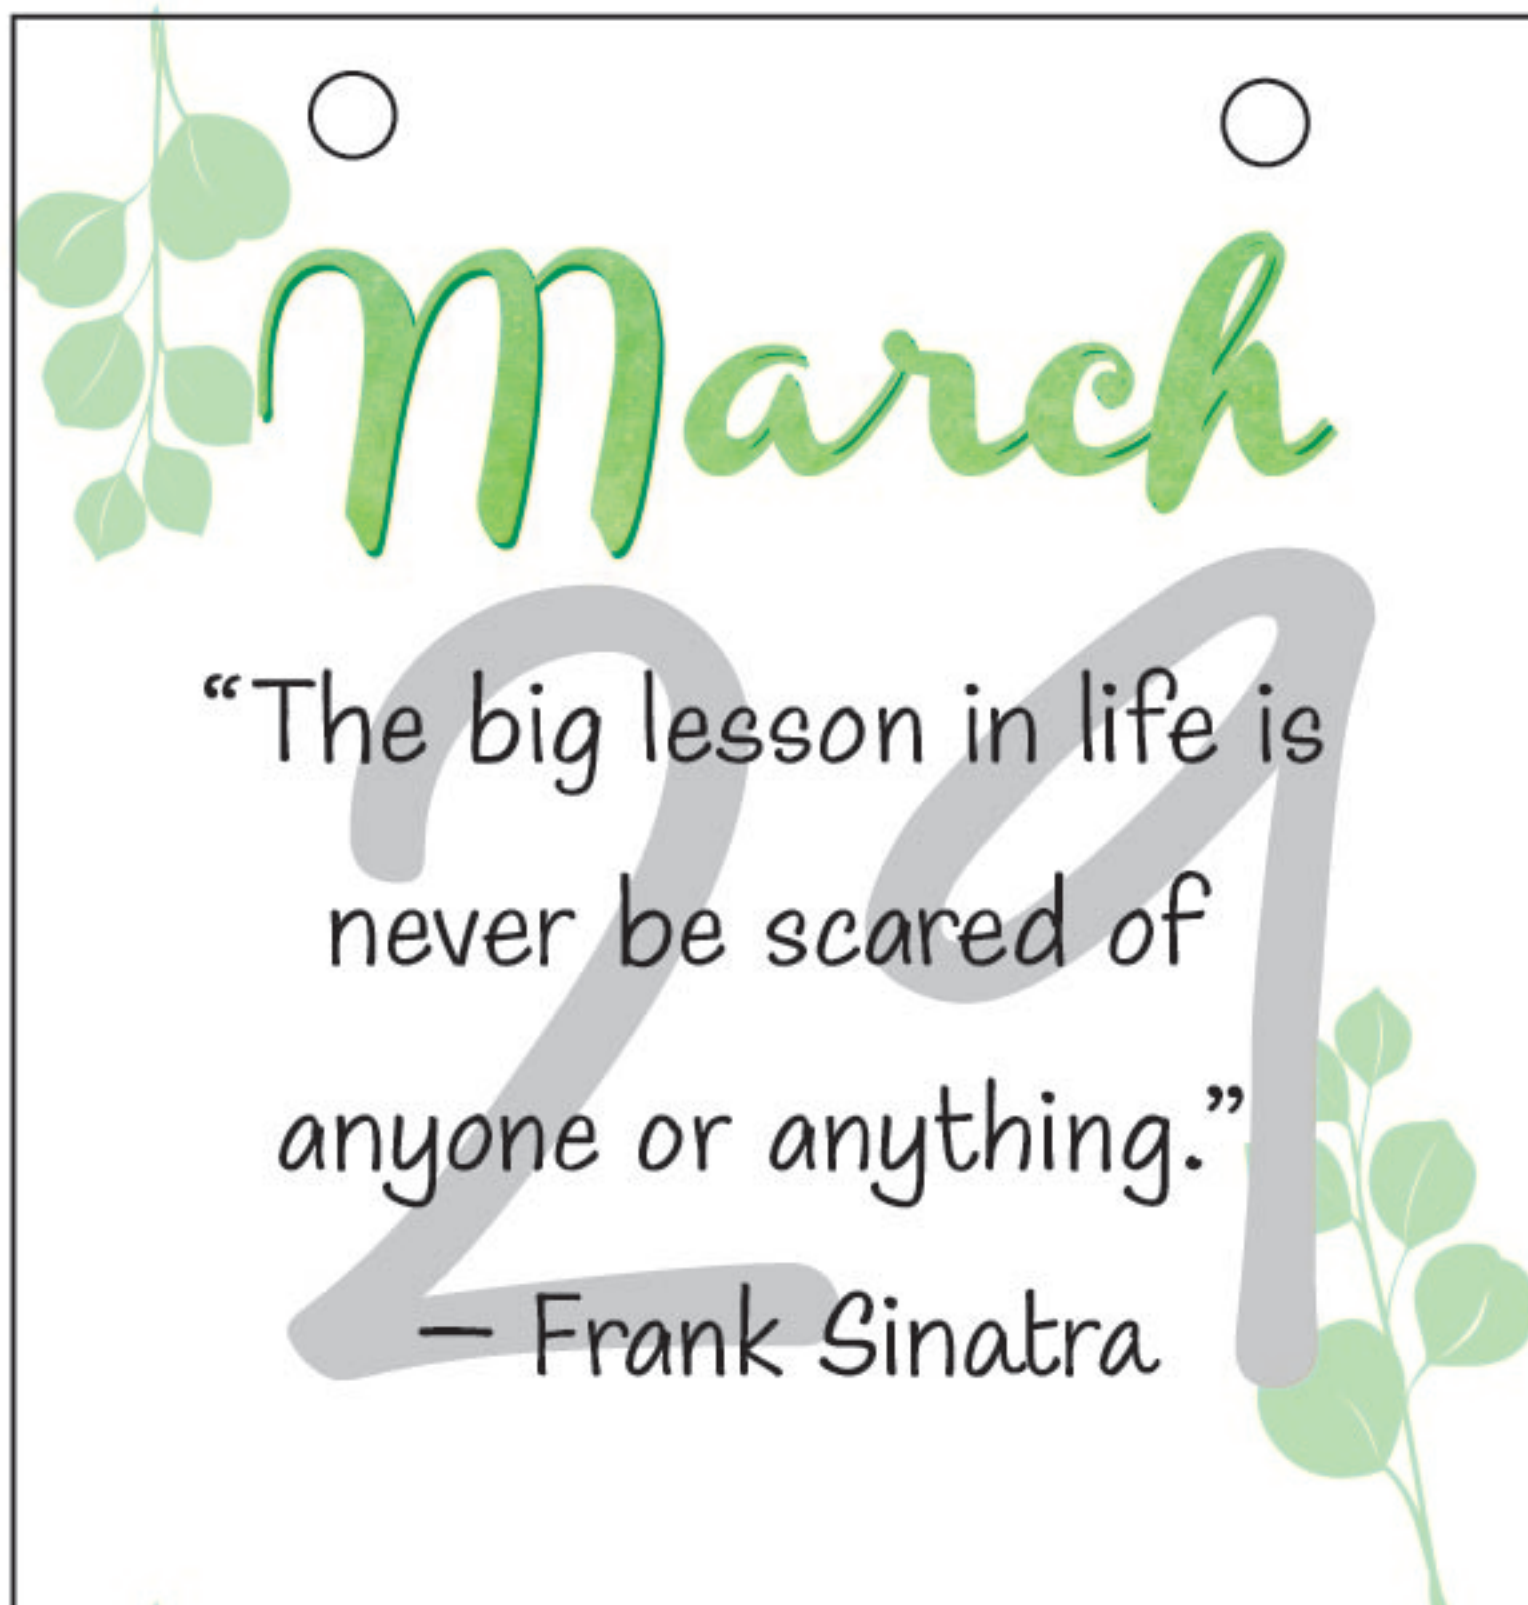 March
29
“The big lesson in life is
never be scared of
anyone or anything.”
– Frank Sinatra